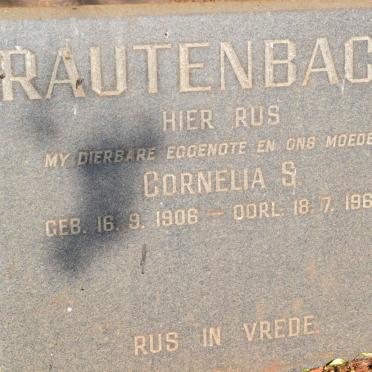 RAUTENBAC
HIER RUS
MY DIERBARE EGGENOTE EN ONS MOEDE
CORNELIA S
GEB. 16. 9. 1906 — OORL. 18. 7. 196
RUS IN VREDE.